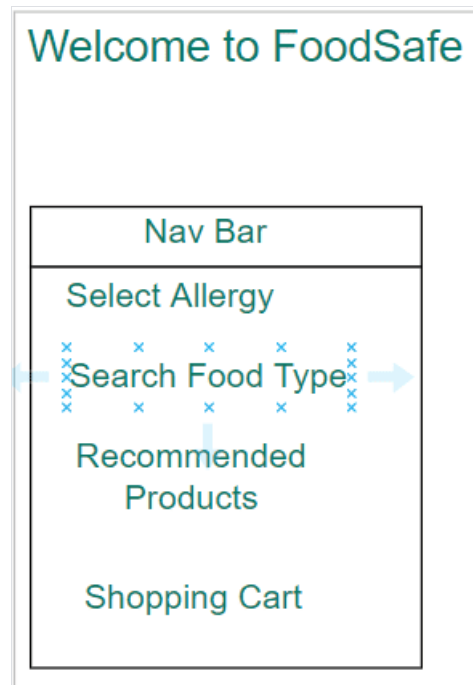 Welcome to FoodSafe
Nav Bar
Select Allergy
Search Food Type
Recommended
Products
Shopping Cart